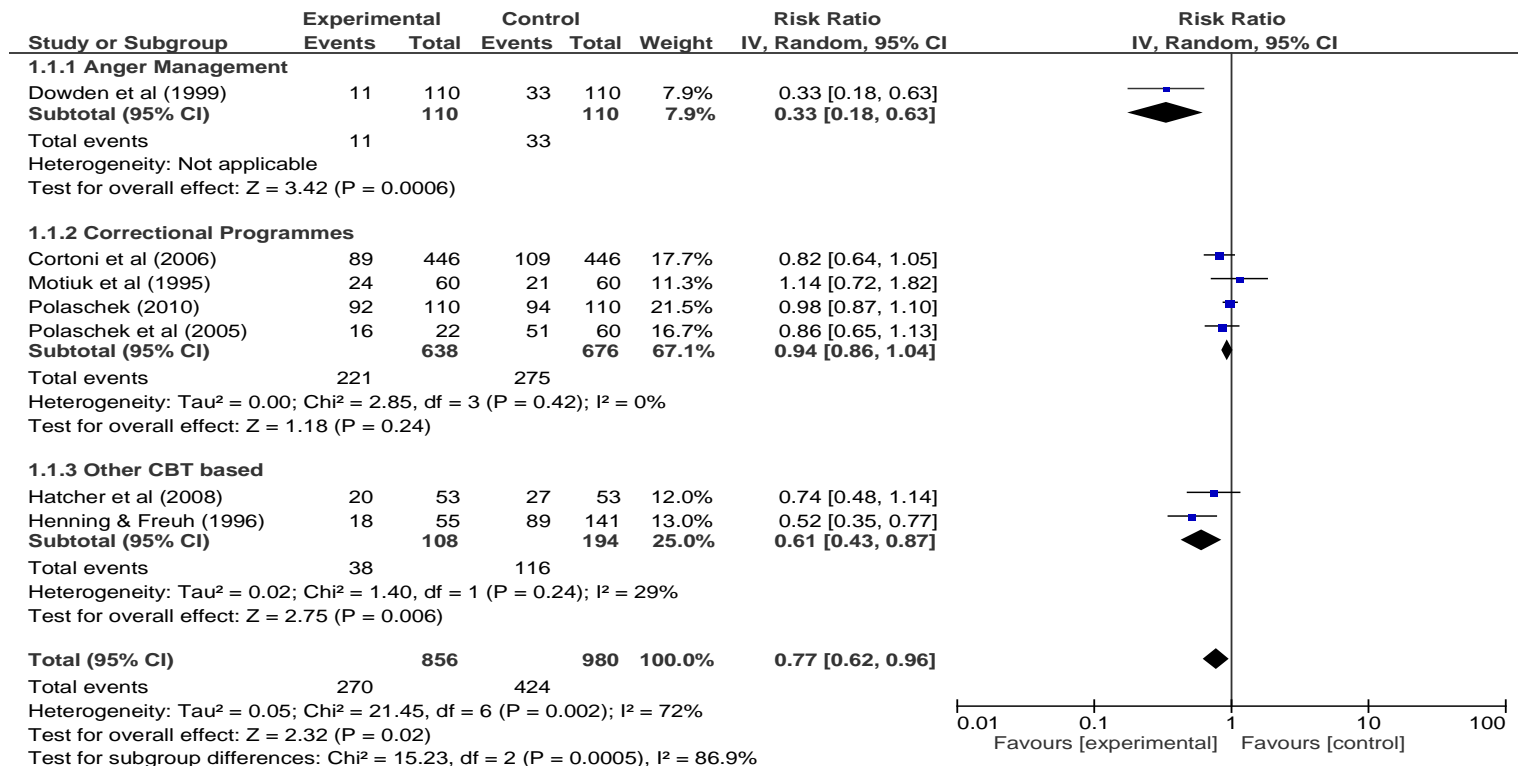 Experimental Control Risk Ratio Risk Ratio
Study or Subgroup Events Total Events Total Weight IV, Random, 95% CI IV, Random, 95% CI
1.1.1 Anger Management
Dowden et al (1999) 11 110 33 110 7.9% 0.33 [0.18, 0.63]
Subtotal (95% CI) 110 110 7.9% 0.33 [0.18, 0.63]
Total events 11 33
Heterogeneity: Not applicable
Test for overall effect: Z = 3.42 (P = 0.0006)
1.1.2 Correctional Programmes
Cortoni et al (2006) 89 446 109 446 17.7% 0.82 [0.64, 1.05]
Motiuk et al (1995) 24 60 21 60 11.3% 1.14 [0.72, 1.82]
Polaschek (2010) 92 110 94 110 21.5% 0.98 [0.87, 1.10]
Polaschek et al (2005) 16 22 51 60 16.7% 0.86 [0.65, 1.13]
Subtotal (95% CI) 638 676 67.1% 0.94 [0.86, 1.04]
Total events 221 275
Heterogeneity: Tau² = 0.00; Chi² = 2.85, df = 3 (P = 0.42); I² = 0%
Test for overall effect: Z = 1.18 (P = 0.24)
1.1.3 Other CBT based
Hatcher et al (2008) 20 53 27 53 12.0% 0.74 [0.48, 1.14]
Henning & Freuh (1996) 18 55 89 141 13.0% 0.52 [0.35, 0.77]
Subtotal (95% CI) 108 194 25.0% 0.61 [0.43, 0.87]
Total events 38 116
Heterogeneity: Tau² = 0.02; Chi² = 1.40, df = 1 (P = 0.24); I² = 29%
Test for overall effect: Z = 2.75 (P = 0.006)
Total (95% CI) 856 980 100.0% 0.77 [0.62, 0.96]
Total events 270 424
Heterogeneity: Tau² = 0.05; Chi² = 21.45, df = 6 (P = 0.002); I² = 72%
Test for overall effect: Z = 2.32 (P = 0.02)
Test for subgroup differences: Chi² = 15.23, df = 2 (P = 0.0005), I² = 86.9%
0.01 0.1 1 10 100
Favours [experimental] Favours [control]